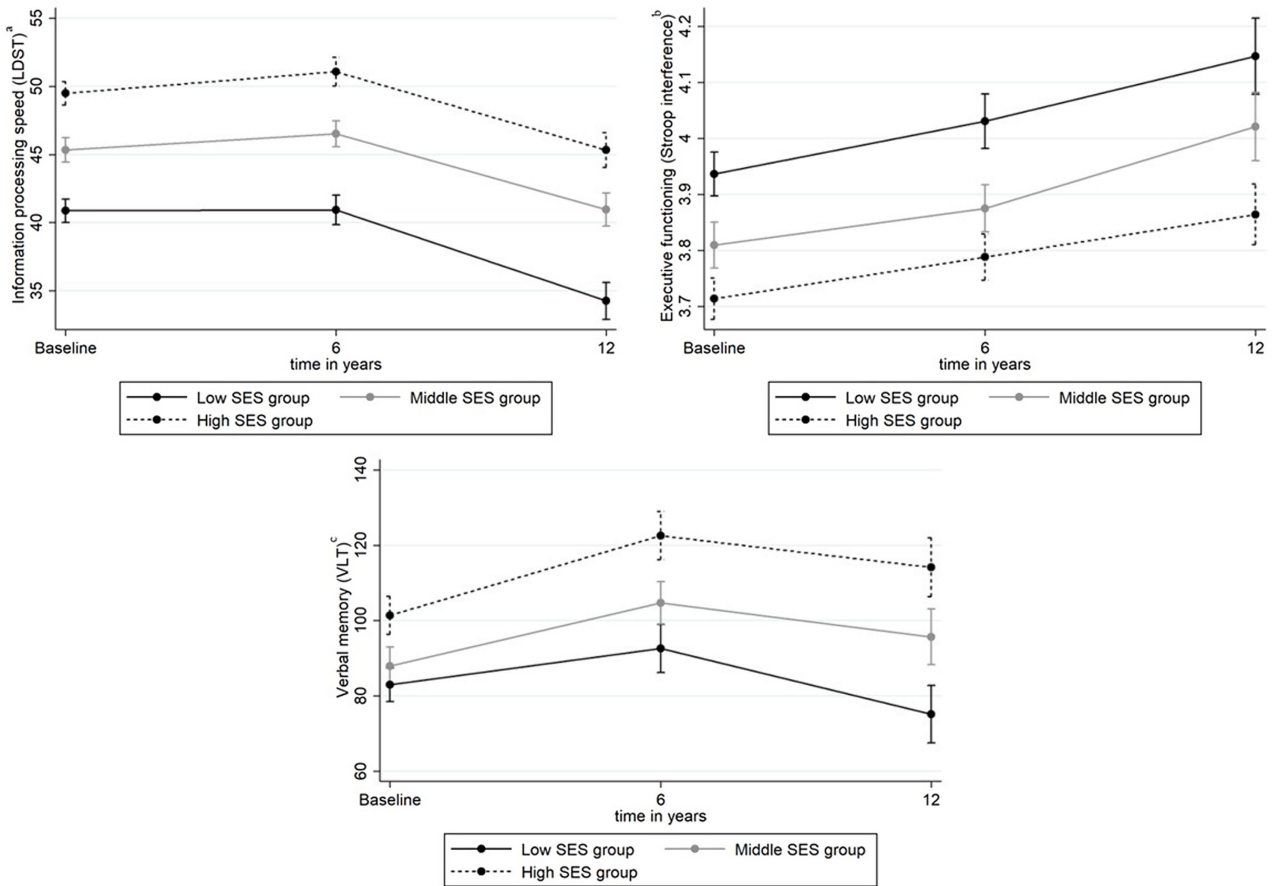 Information processing speed (LDST)a
55
50
45
40
35
Baseline 6 12
time in years
Low SES group Middle SES group
High SES group
Executive functioning (Stroop interference)b
4.2
4.1
4
3.9
3.8
3.7
Baseline 6 12
time in years
Low SES group Middle SES group
High SES group
Verbal memory (VLT)c
140
120
100
80
60
Baseline 6 12
time in years
Low SES group Middle SES group
High SES group